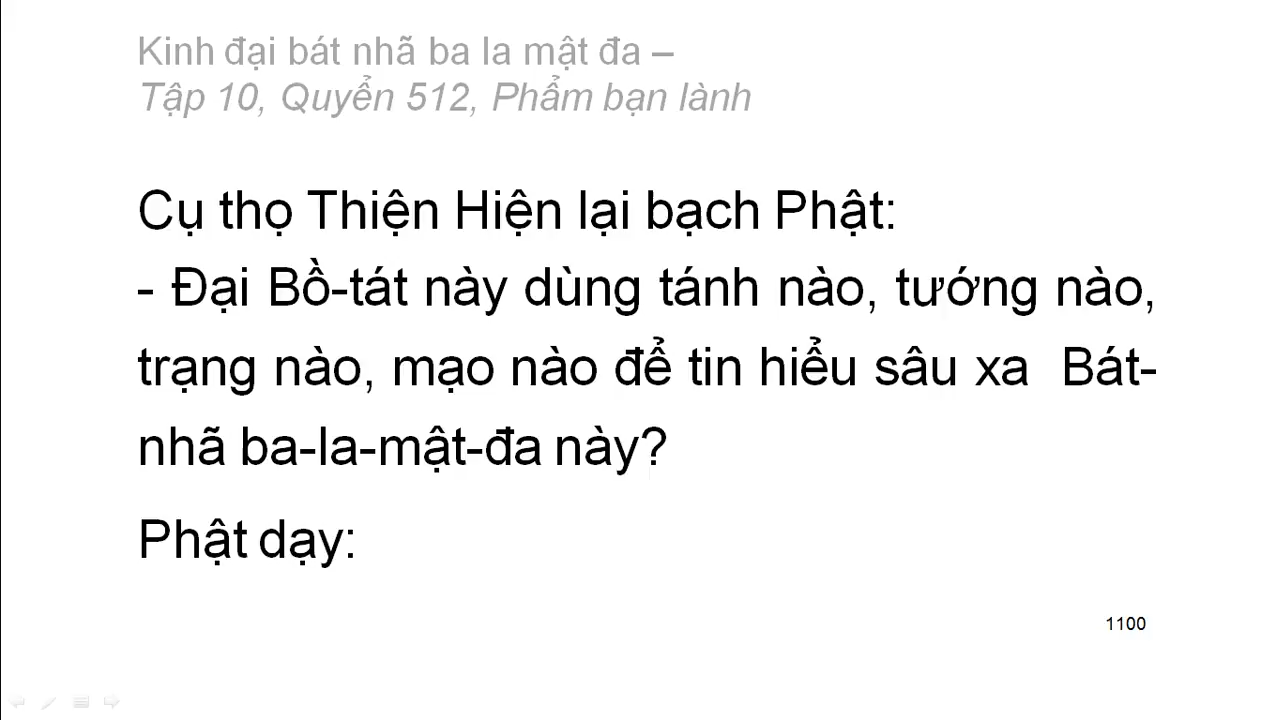 Kinh đại bát nhã ba la mật đa –
Tập 10, Quyển 512, Phẩm bạn lành
Cụ thọ Thiện Hiện lại bạch Phật:
- Đại Bồ-tát này dùng tánh nào, tướng nào,
trạng nào, mạo nào để tin hiểu sâu xa  Bát-
nhã ba-la-mật-đa này?
Phật dạy:
1100